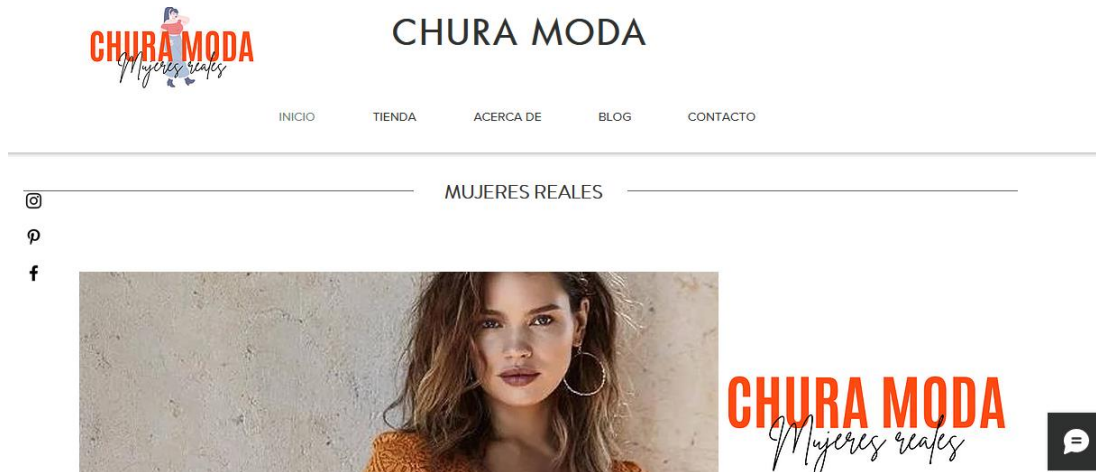 CHURA MODA
Mujeres reales
CHURA MODA
INICIO TIENDA ACERCA DE BLOG CONTACTO
MUJERES REALES
CHURA MODA
Mujeres reales